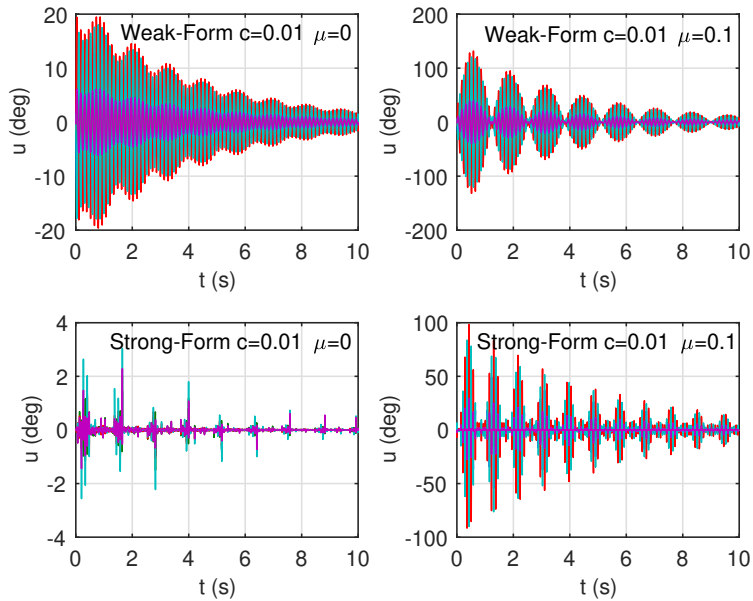 Weak-Form c=0.01 μ=0
u (deg)
20
10
0
-10
-20
0 2 4 6 8 10
t (s)
Weak-Form c=0.01 μ=0.1
u (deg)
200
100
0
-100
-200
0 2 4 6 8 10
t (s)
Strong-Form c=0.01 μ=0
u (deg)
4
2
0
-2
-4
0 2 4 6 8 10
t (s)
Strong-Form c=0.01 μ=0.1
u (deg)
100
50
0
-50
-100
0 2 4 6 8 10
t (s)